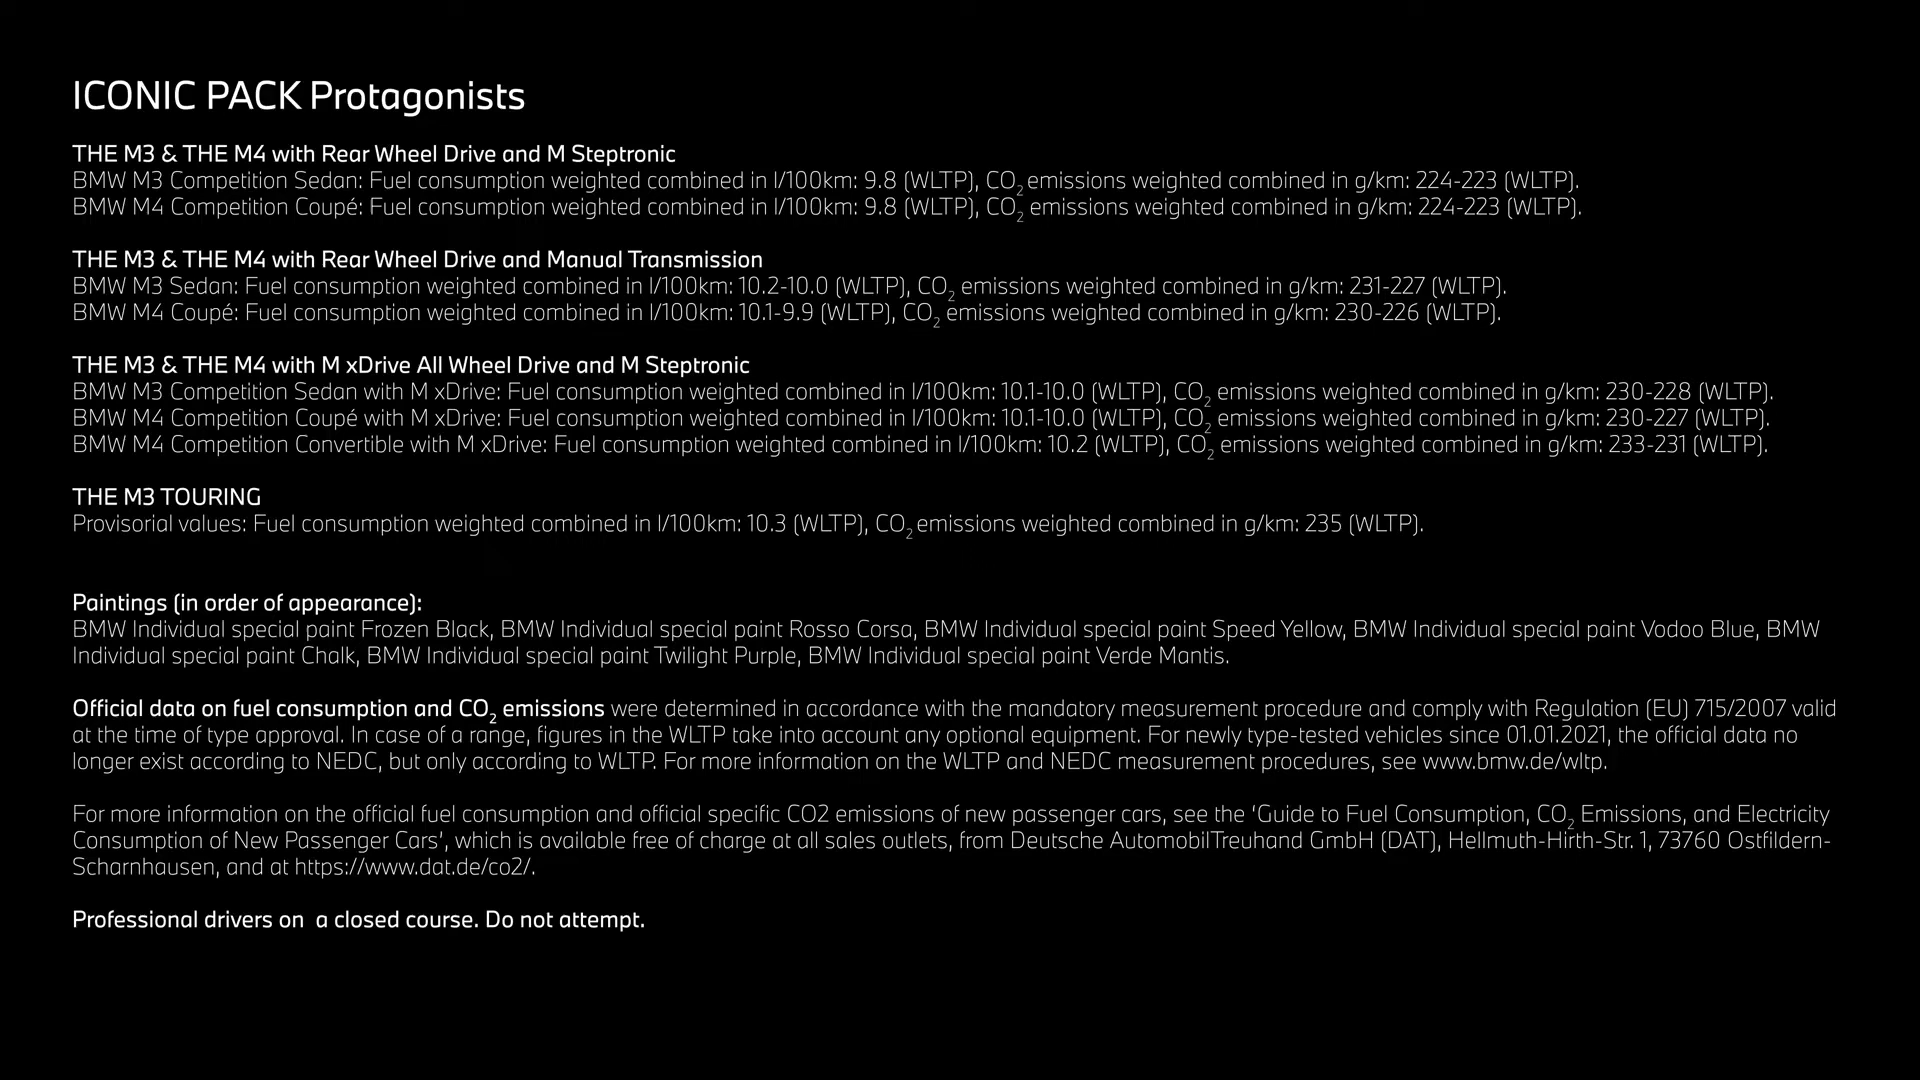 ICONIC PACK Protagonists
THE M3 & THE M4 with Rear Wheel Drive and M Steptronic
BMW M3 Competition Sedan: Fuel consumption weighted combined in l/100km: 9.8 (WLTP), CO2 emissions weighted combined in g/km: 224-223 (WLTP).
BMW M4 Competition Coupé: Fuel consumption weighted combined in l/100km: 9.8 (WLTP), CO2 emissions weighted combined in g/km: 224-223 (WLTP).
THE M3 & THE M4 with Rear Wheel Drive and Manual Transmission
BMW M3 Sedan: Fuel consumption weighted combined in l/100km: 10.2-10.0 (WLTP), CO2 emissions weighted combined in g/km: 231-227 (WLTP).
BMW M4 Coupé: Fuel consumption weighted combined in l/100km: 10.1-9.9 (WLTP), CO2 emissions weighted combined in g/km: 230-226 (WLTP).
THE M3 & THE M4 with M xDrive All Wheel Drive and M Steptronic
BMW M3 Competition Sedan with M xDrive: Fuel consumption weighted combined in l/100km: 10.1-10.0 (WLTP), CO2 emissions weighted combined in g/km: 230-228 (WLTP).
BMW M4 Competition Coupé with M xDrive: Fuel consumption weighted combined in l/100km: 10.1-10.0 (WLTP), CO2 emissions weighted combined in g/km: 230-227 (WLTP).
BMW M4 Competition Convertible with M xDrive: Fuel consumption weighted combined in l/100km: 10.2 (WLTP), CO2 emissions weighted combined in g/km: 233-231 (WLTP).
THE M3 TOURING
Provisorial values: Fuel consumption weighted combined in l/100km: 10.3 (WLTP), CO2 emissions weighted combined in g/km: 235 (WLTP).
Paintings (in order of appearance):
BMW Individual special paint Frozen Black, BMW Individual special paint Rosso Corsa, BMW Individual special paint Speed Yellow, BMW Individual special paint Vodoo Blue, BMW
Individual special paint Chalk, BMW Individual special paint Twilight Purple, BMW Individual special paint Verde Mantis.
Official data on fuel consumption and CO2 emissions were determined in accordance with the mandatory measurement procedure and comply with Regulation (EU) 715/2007 valid
at the time of type approval. In case of a range, figures in the WLTP take into account any optional equipment. For newly type-tested vehicles since 01.01.2021, the official data no
longer exist according to NEDC, but only according to WLTP. For more information on the WLTP and NEDC measurement procedures, see www.bmw.de/wltp.
For more information on the official fuel consumption and official specific CO2 emissions of new passenger cars, see the ‘Guide to Fuel Consumption, CO2 Emissions, and Electricity
Consumption of New Passenger Cars’, which is available free of charge at all sales outlets, from Deutsche AutomobilTreuhand GmbH (DAT), Hellmuth-Hirth-Str. 1, 73760 Ostfildern-
Scharnhausen, and at https://www.dat.de/co2/.
Professional drivers on a closed course. Do not attempt.